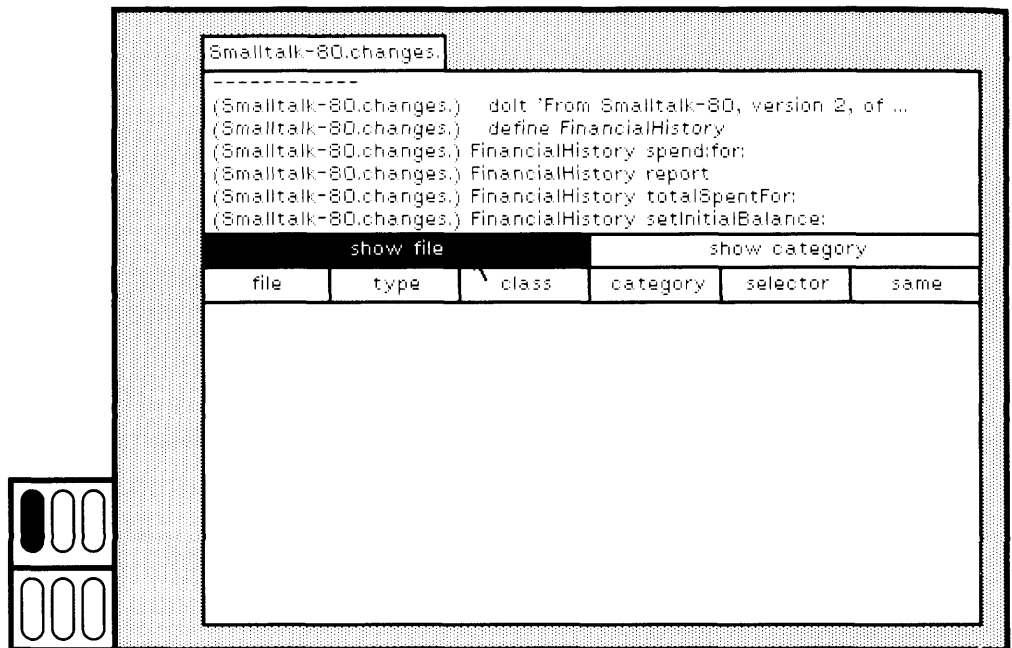 Smalltalk-80.changes.
--------------
(Smalltalk-80.changes.) doIt 'From Smalltalk-80, version 2, of ...
(Smalltalk-80.changes.) define FinancialHistory
(Smalltalk-80.changes.) FinancialHistory spend:for:
(Smalltalk-80.changes.) FinancialHistory report
(Smalltalk-80.changes.) FinancialHistory totalSpentFor:
(Smalltalk-80.changes.) FinancialHistory setInitialBalance:
show file show category
file type class category selector same